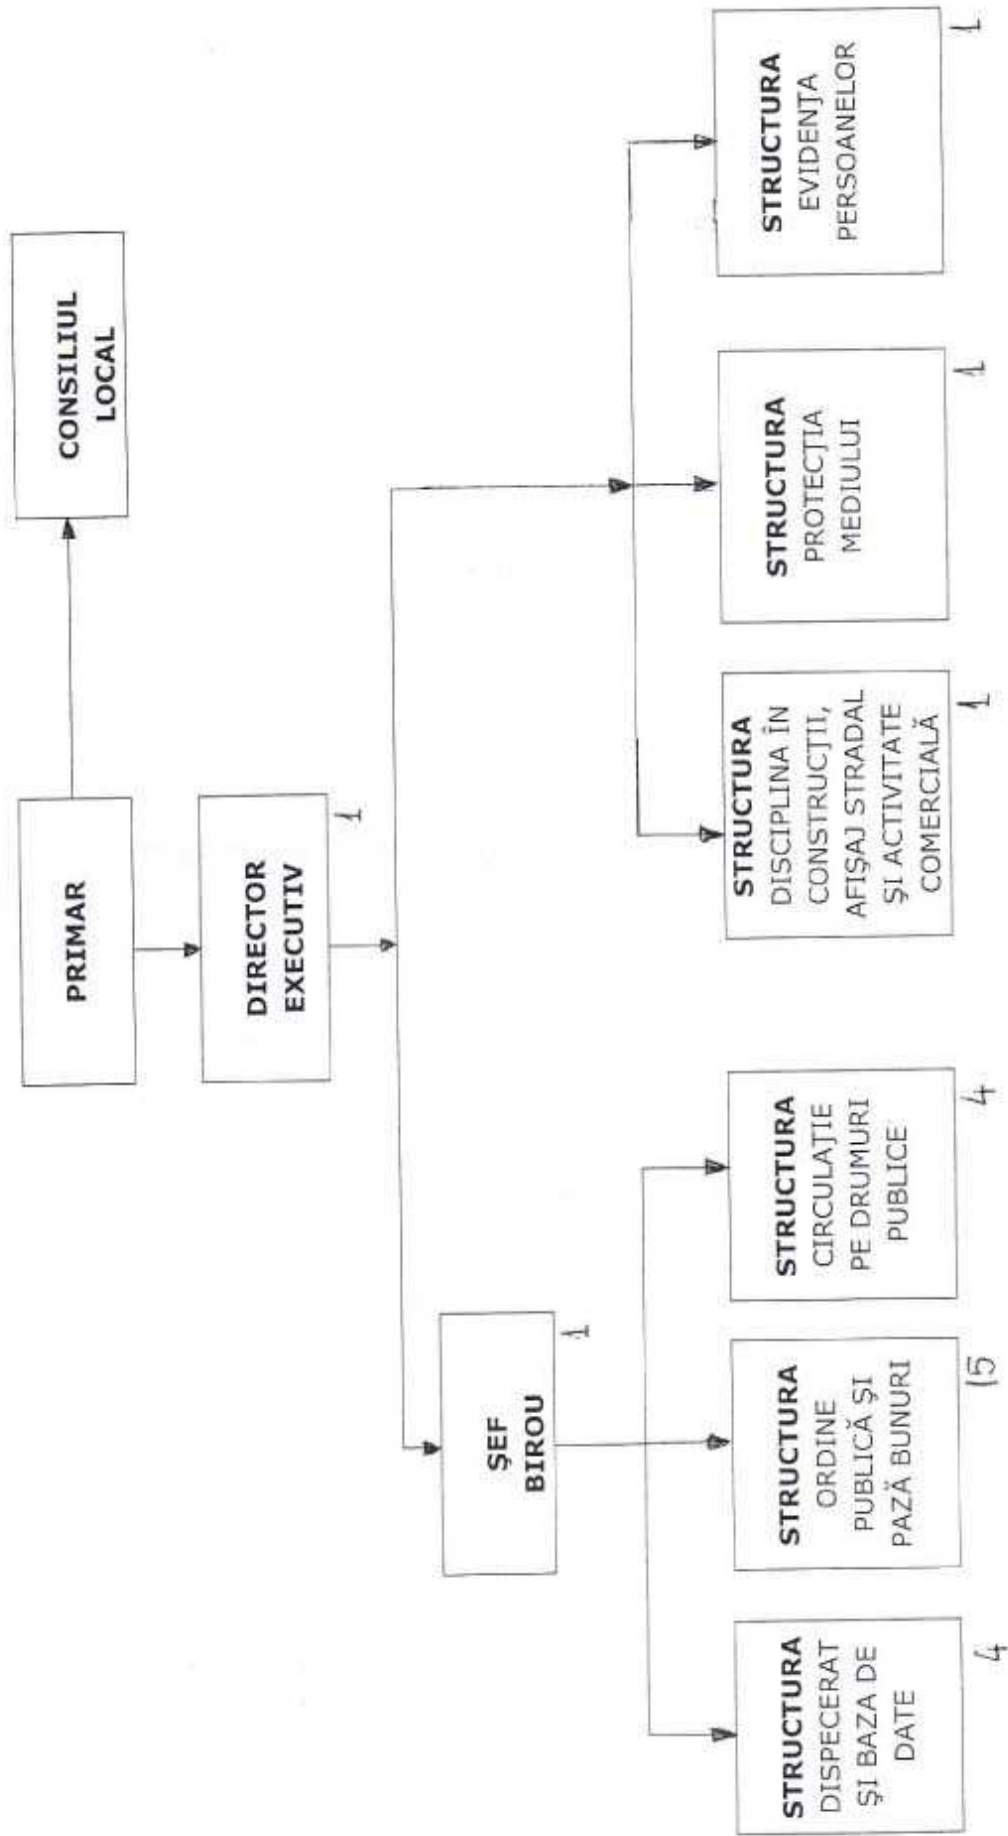 PRIMAR
CONSILIUL
LOCAL
DIRECTOR
EXECUTIV
1
ŞEF
BIROU
1
STRUCTURA
DISPECERAT
ŞI BAZA DE
DATE
4
STRUCTURA
ORDINE
PUBLICĂ ŞI
PAZĂ BUNURI
15
STRUCTURA
CIRCULAŢIE
PE DRUMURI
PUBLICE
4
STRUCTURA
DISCIPLINA ÎN
CONSTRUCŢII,
AFIŞAJ STRADAL
ŞI ACTIVITATE
COMERCIALĂ
1
STRUCTURA
PROTECŢIA
MEDIULUI
1
STRUCTURA
EVIDENŢA
PERSOANELOR
1